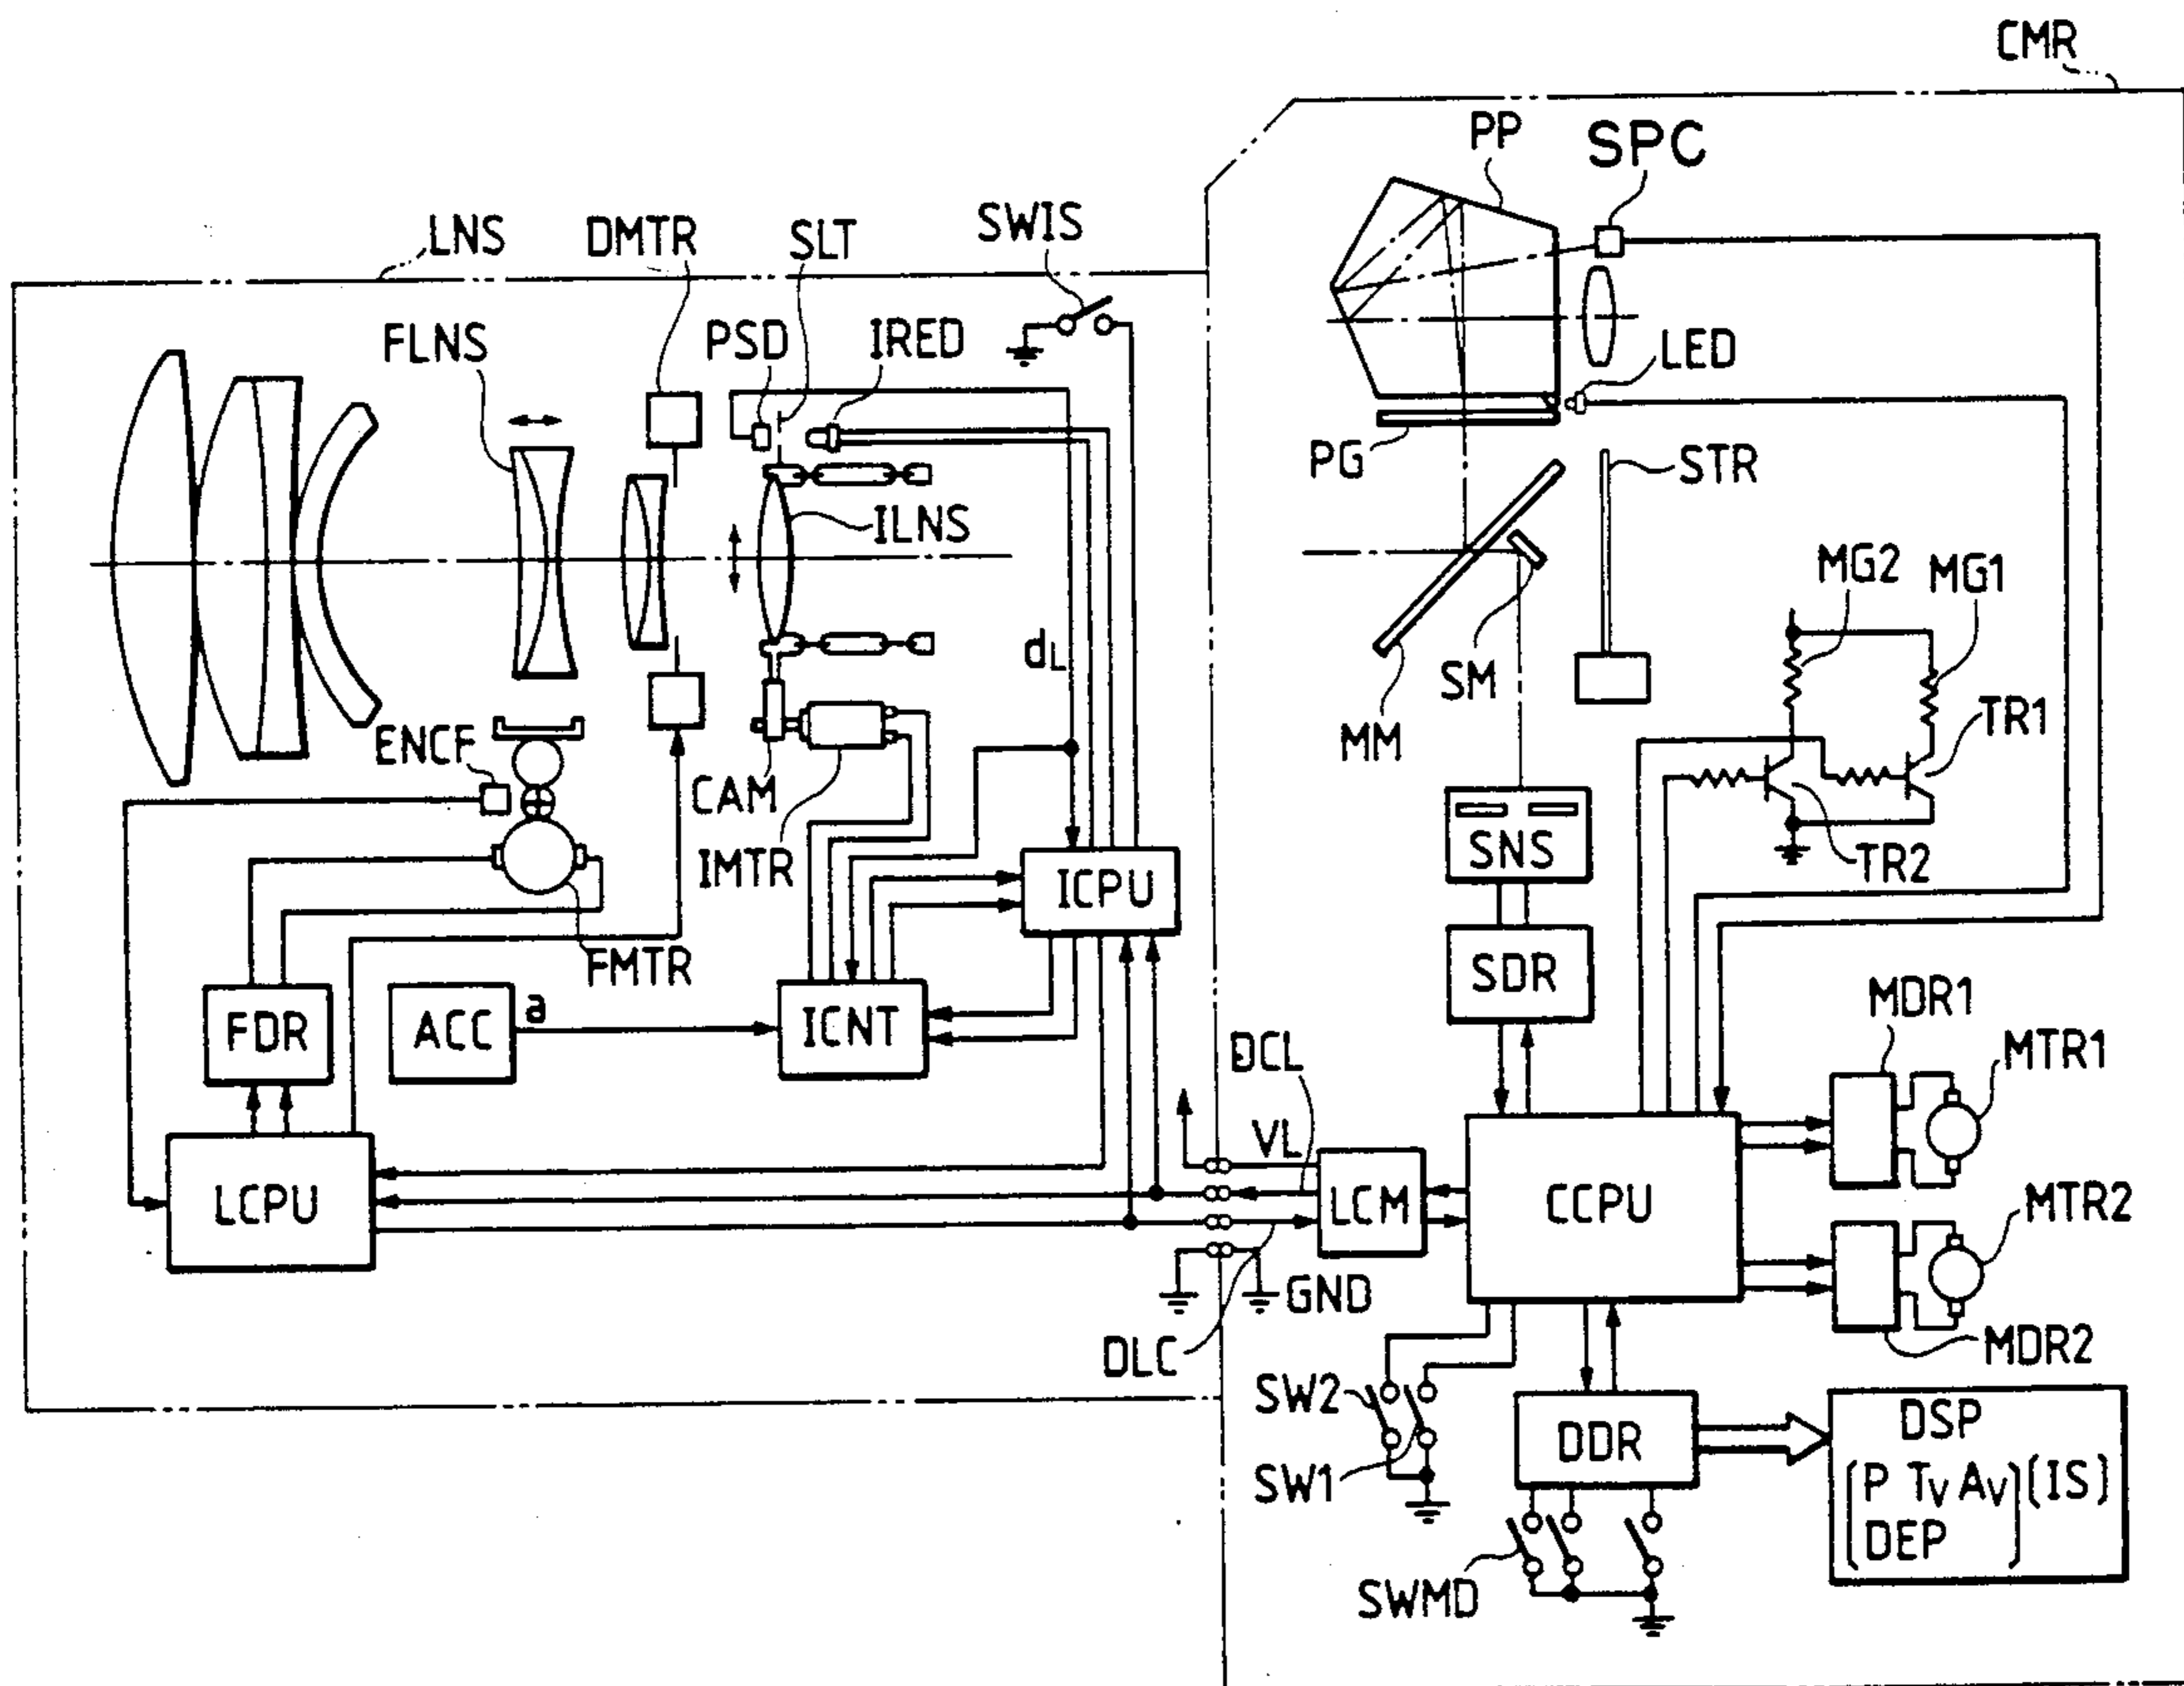 CMR
PP
SPC
LNS
DMTR
SLT
SWIS
FLNS
PSD
IRED
LED
PG
STR
ILNS
MG2
MG1
dL
SM
MM
TR1
ENCF
CAM
IMTR
SNS
TR2
ICPU
FMTR
SDR
MDR1
FDR
ACC
a
ICNT
DCL
MTR1
VL
LCPU
LCM
CCPU
MTR2
GND
DLC
MDR2
SW2
DDR
DSP
SW1
(P Tv Av) (IS)
DEP
SWMD